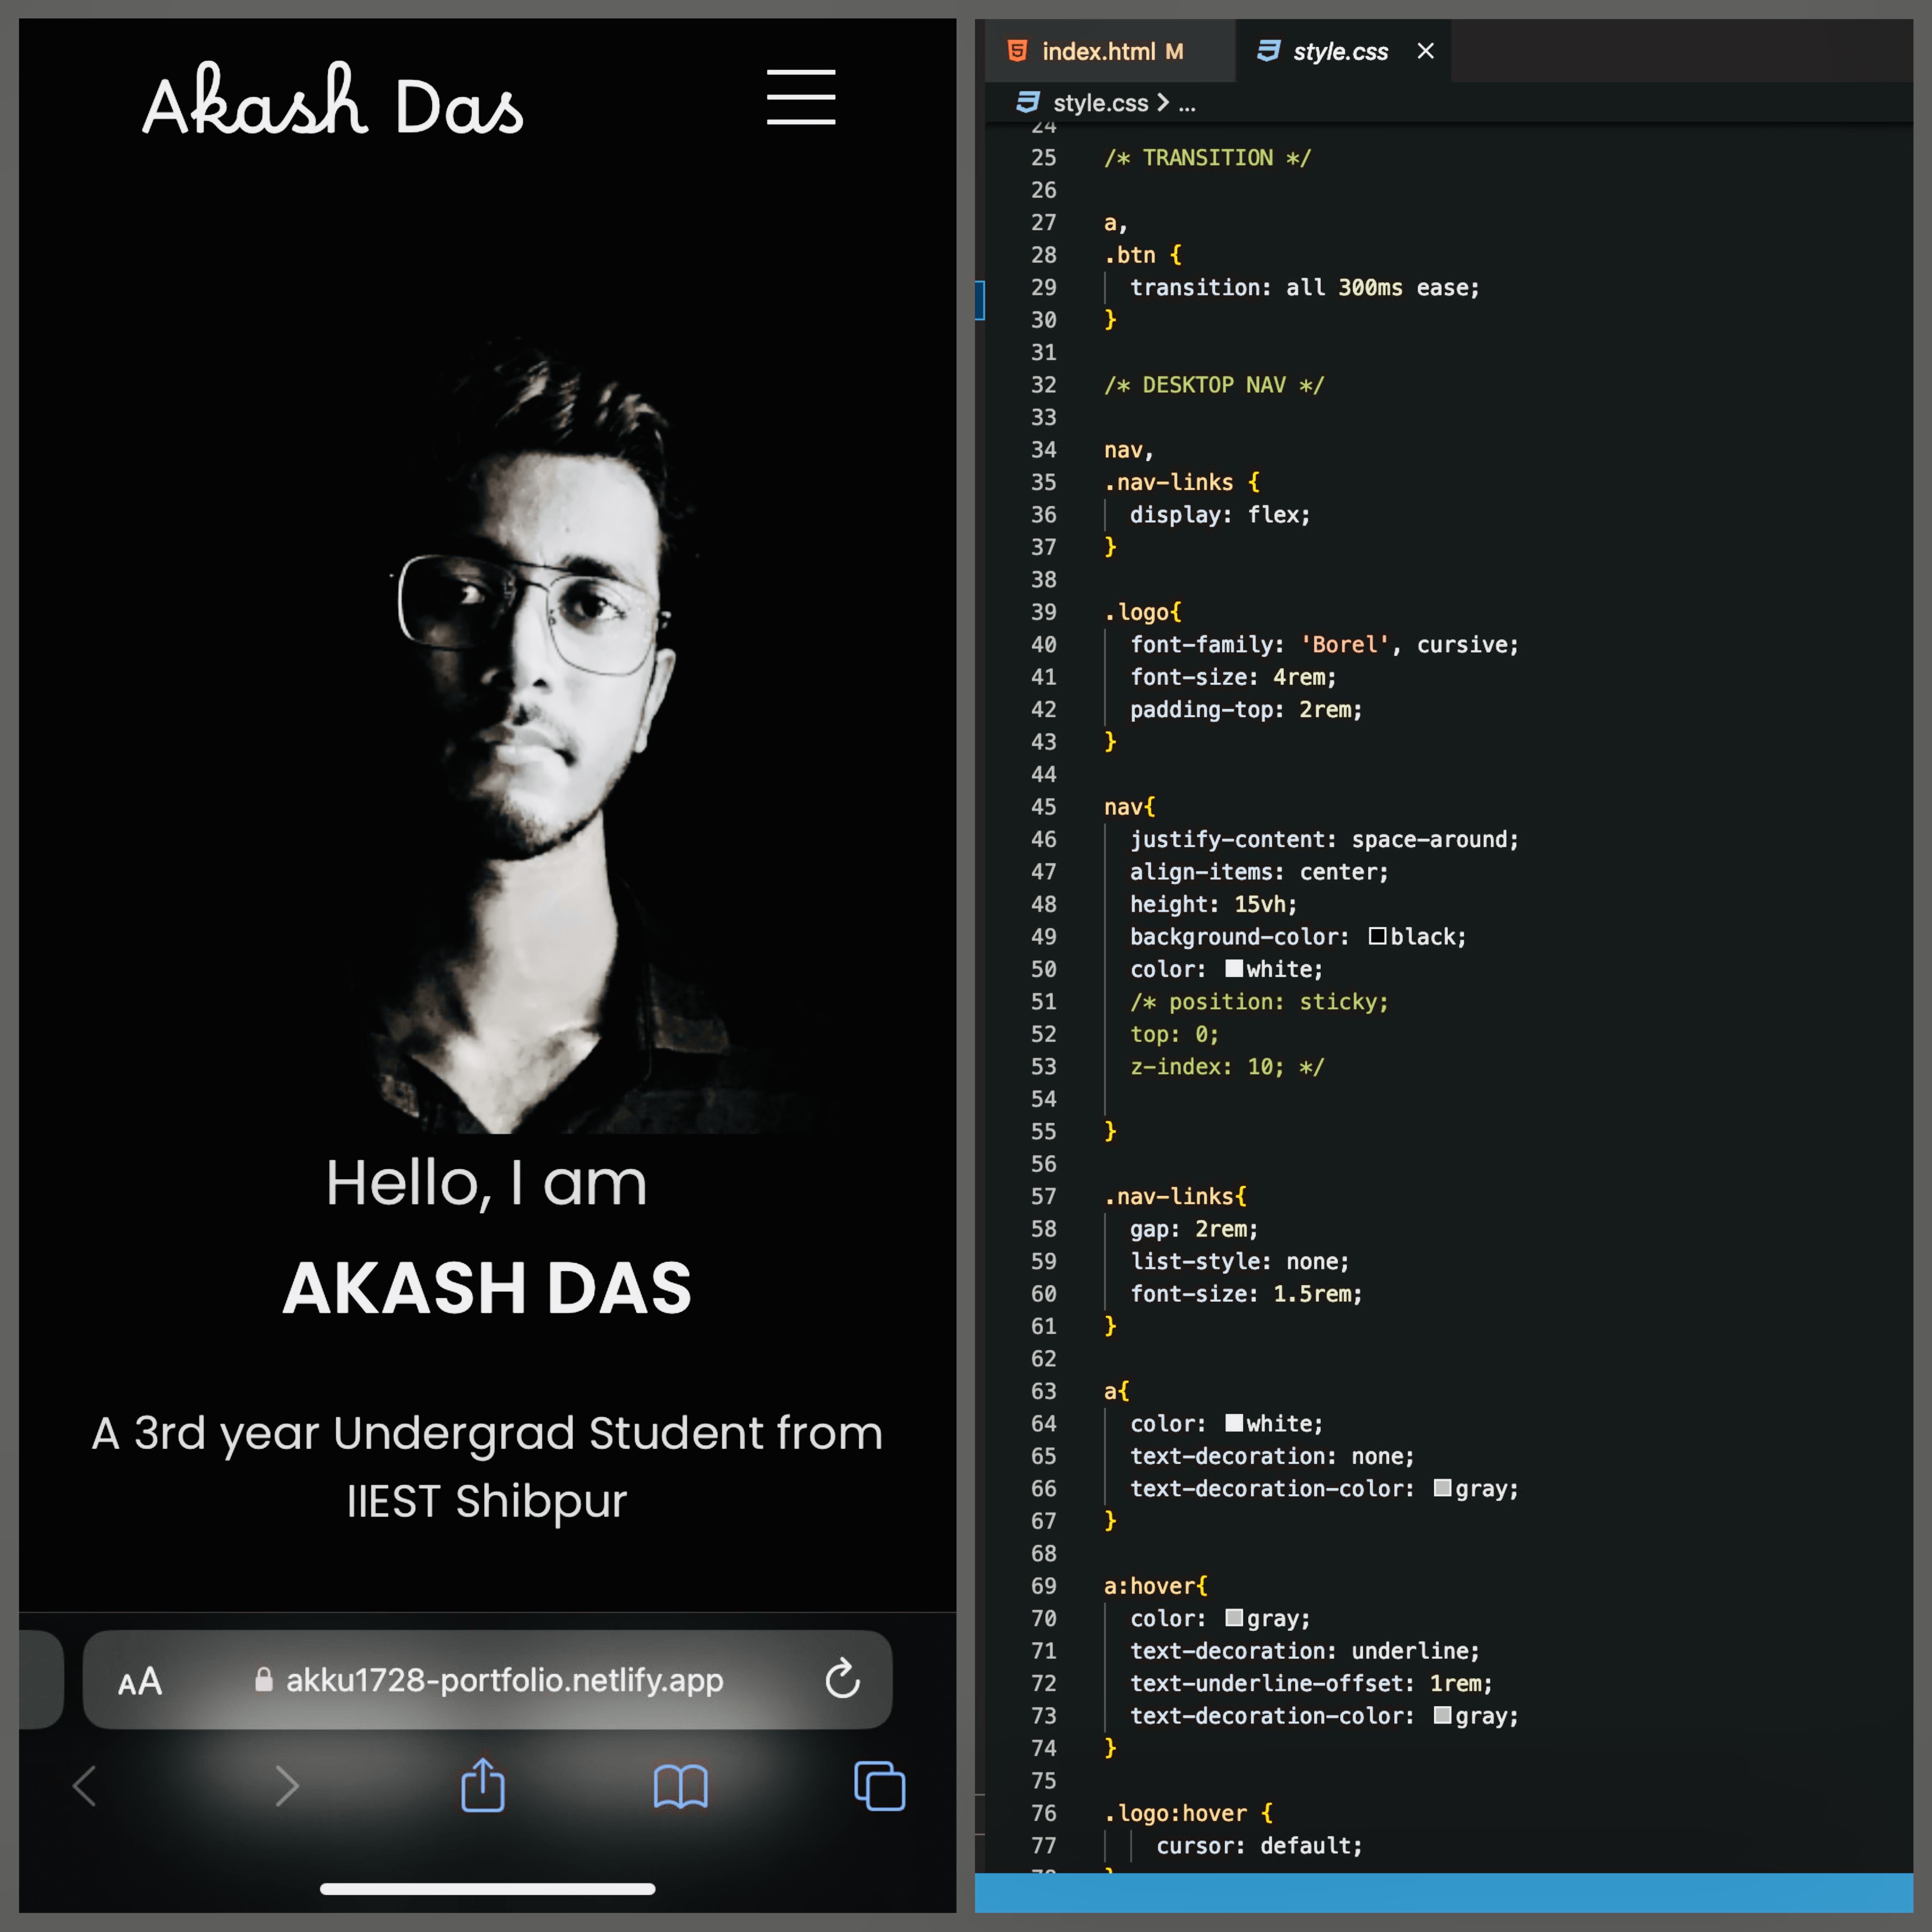 Akash Das
Hello, I am
AKASH DAS
A 3rd year Undergrad Student from
IIEST Shibpur
AA akku1728-portfolio.netlify.app
index.html M style.css ×
style.css > ...
24
25 /* TRANSITION */
26
27 a,
28 .btn {
29 transition: all 300ms ease;
30 }
31
32 /* DESKTOP NAV */
33
34 nav,
35 .nav-links {
36 display: flex;
37 }
38
39 .logo{
40 font-family: 'Borel', cursive;
41 font-size: 4rem;
42 padding-top: 2rem;
43 }
44
45 nav{
46 justify-content: space-around;
47 align-items: center;
48 height: 15vh;
49 background-color: black;
50 color: white;
51 /* position: sticky;
52 top: 0;
53 z-index: 10; */
54
55 }
56
57 .nav-links{
58 gap: 2rem;
59 list-style: none;
60 font-size: 1.5rem;
61 }
62
63 a{
64 color: white;
65 text-decoration: none;
66 text-decoration-color: gray;
67 }
68
69 a:hover{
70 color: gray;
71 text-decoration: underline;
72 text-underline-offset: 1rem;
73 text-decoration-color: gray;
74 }
75
76 .logo:hover {
77 cursor: default;